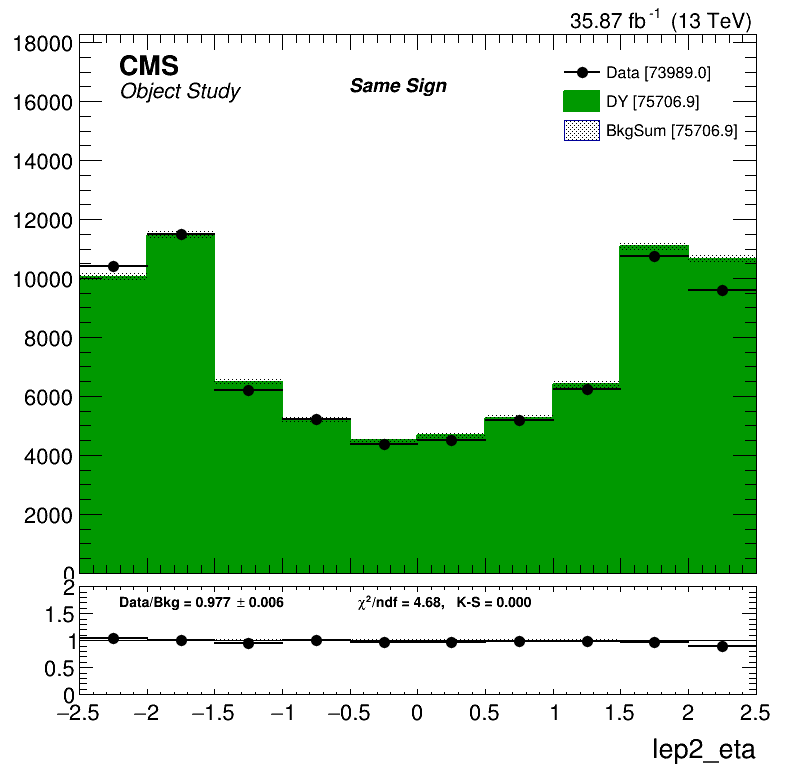 35.87 fb⁻¹ (13 TeV)
CMS
Object Study
Same Sign
Data [73989.0]
DY [75706.9]
BkgSum [75706.9]
18000
16000
14000
12000
10000
8000
6000
4000
2000
0
Data/Bkg = 0.977 ± 0.006
χ²/ndf = 4.68, K-S = 0.000
2
1.5
1
0.5
0
−2.5 −2 −1.5 −1 −0.5 0 0.5 1 1.5 2 2.5
lep2_eta